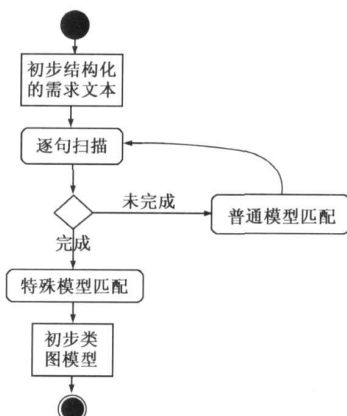 初步结构化
的需求文本
逐句扫描
未完成
普通模型匹配
完成
特殊模型匹配
初步类
图模型